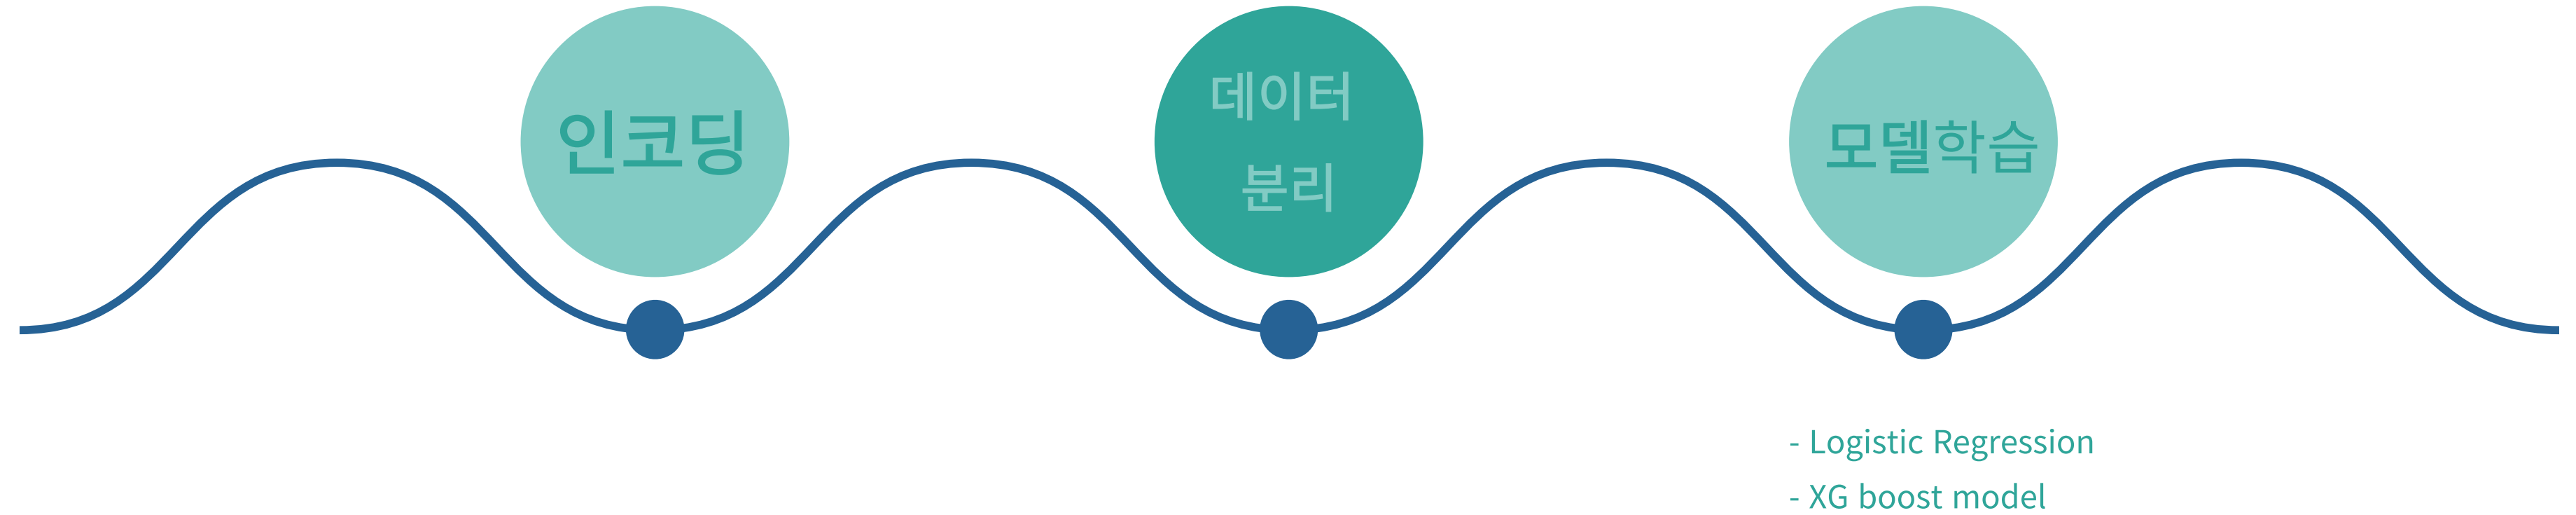 인코딩
데이터
분리
모델학습
- Logistic Regression
- XG boost model